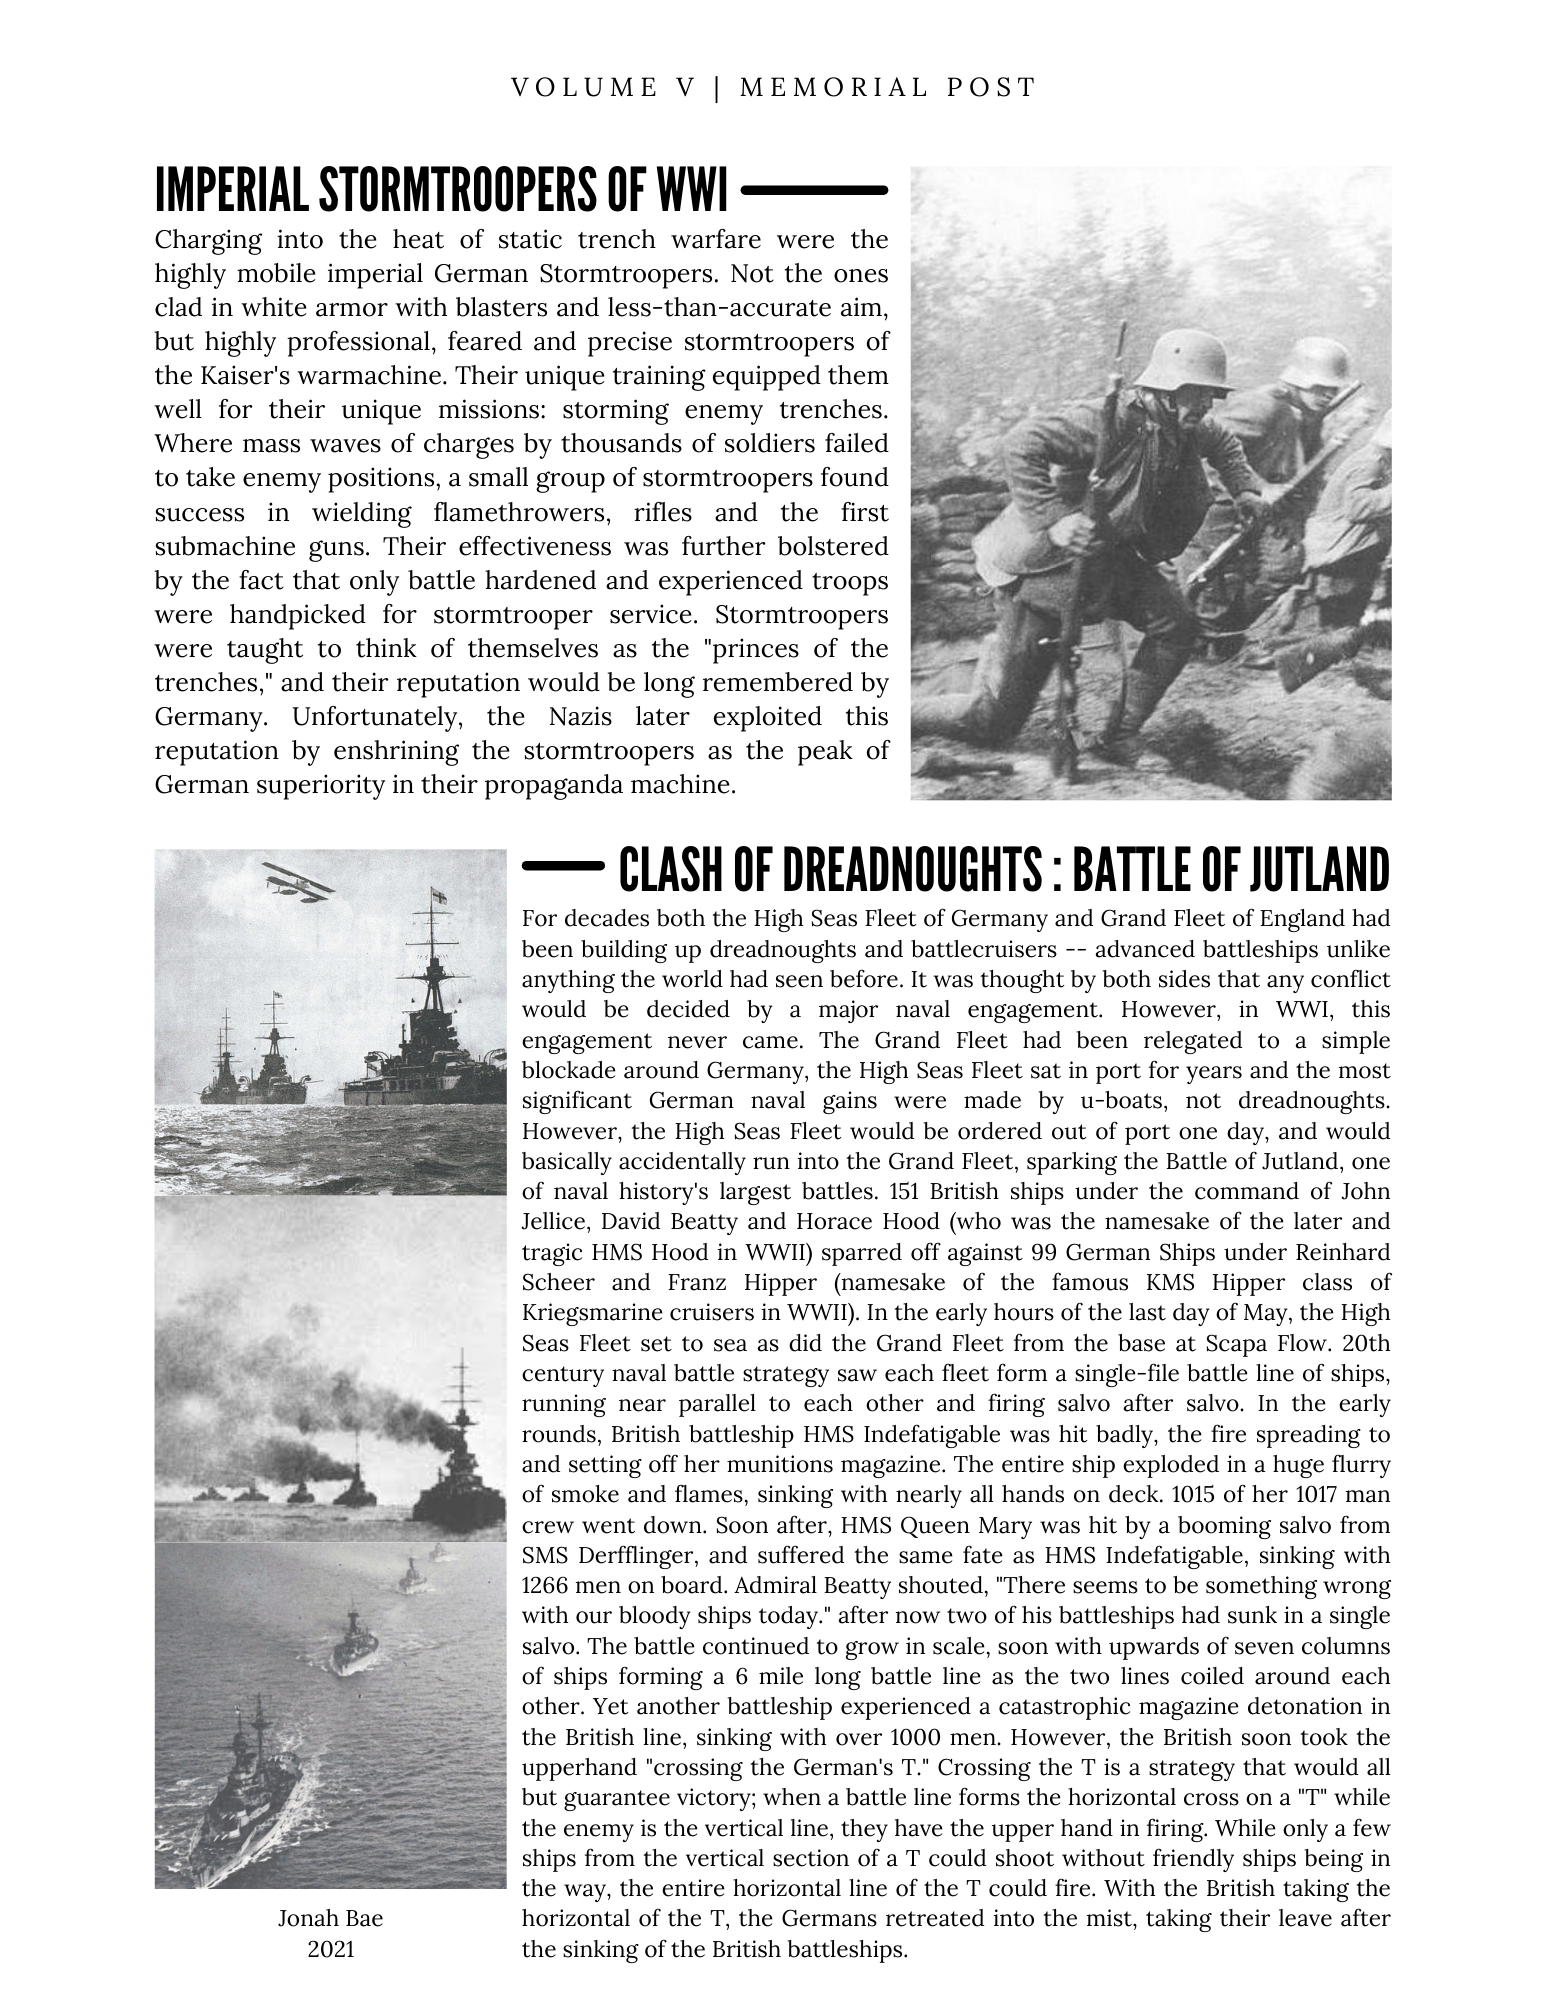 VOLUME V | MEMORIAL POST
IMPERIAL STORMTROOPERS OF WWI
Charging into the heat of static trench warfare were the
highly mobile imperial German Stormtroopers. Not the ones
clad in white armor with blasters and less-than-accurate aim,
but highly professional, feared and precise stormtroopers of
the Kaiser's warmachine. Their unique training equipped them
well for their unique missions: storming enemy trenches.
Where mass waves of charges by thousands of soldiers failed
to take enemy positions, a small group of stormtroopers found
success in wielding flamethrowers, rifles and the first
submachine guns. Their effectiveness was further bolstered
by the fact that only battle hardened and experienced troops
were handpicked for stormtrooper service. Stormtroopers
were taught to think of themselves as the "princes of the
trenches," and their reputation would be long remembered by
Germany. Unfortunately, the Nazis later exploited this
reputation by enshrining the stormtroopers as the peak of
German superiority in their propaganda machine.
CLASH OF DREADNOUGHTS : BATTLE OF JUTLAND
For decades both the High Seas Fleet of Germany and Grand Fleet of England had
been building up dreadnoughts and battlecruisers -- advanced battleships unlike
anything the world had seen before. It was thought by both sides that any conflict
would be decided by a major naval engagement. However, in WWI, this
engagement never came. The Grand Fleet had been relegated to a simple
blockade around Germany, the High Seas Fleet sat in port for years and the most
significant German naval gains were made by u-boats, not dreadnoughts.
However, the High Seas Fleet would be ordered out of port one day, and would
basically accidentally run into the Grand Fleet, sparking the Battle of Jutland, one
of naval history's largest battles. 151 British ships under the command of John
Jellice, David Beatty and Horace Hood (who was the namesake of the later and
tragic HMS Hood in WWII) sparred off against 99 German Ships under Reinhard
Scheer and Franz Hipper (namesake of the famous KMS Hipper class of
Kriegsmarine cruisers in WWII). In the early hours of the last day of May, the High
Seas Fleet set to sea as did the Grand Fleet from the base at Scapa Flow. 20th
century naval battle strategy saw each fleet form a single-file battle line of ships,
running near parallel to each other and firing salvo after salvo. In the early
rounds, British battleship HMS Indefatigable was hit badly, the fire spreading to
and setting off her munitions magazine. The entire ship exploded in a huge flurry
of smoke and flames, sinking with nearly all hands on deck. 1015 of her 1017 man
crew went down. Soon after, HMS Queen Mary was hit by a booming salvo from
SMS Derfflinger, and suffered the same fate as HMS Indefatigable, sinking with
1266 men on board. Admiral Beatty shouted, "There seems to be something wrong
with our bloody ships today." after now two of his battleships had sunk in a single
salvo. The battle continued to grow in scale, soon with upwards of seven columns
of ships forming a 6 mile long battle line as the two lines coiled around each
other. Yet another battleship experienced a catastrophic magazine detonation in
the British line, sinking with over 1000 men. However, the British soon took the
upperhand "crossing the German's T." Crossing the T is a strategy that would all
but guarantee victory; when a battle line forms the horizontal cross on a "T" while
the enemy is the vertical line, they have the upper hand in firing. While only a few
ships from the vertical section of a T could shoot without friendly ships being in
the way, the entire horizontal line of the T could fire. With the British taking the
horizontal of the T, the Germans retreated into the mist, taking their leave after
the sinking of the British battleships.
Jonah Bae
2021